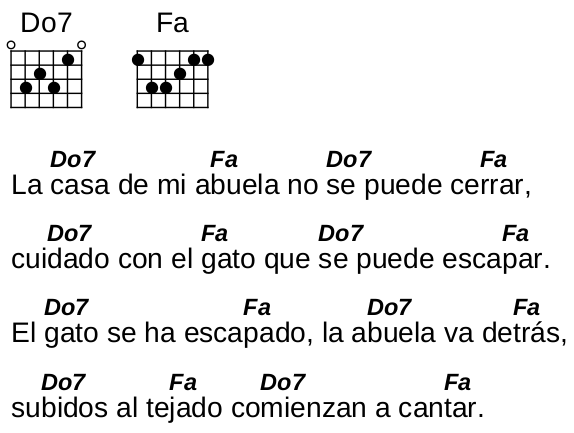 Do7 Fa
Do7 Fa Do7 Fa
La casa de mi abuela no se puede cerrar,
Do7 Fa Do7 Fa
cuidado con el gato que se puede escapar.
Do7 Fa Do7 Fa
El gato se ha escapado, la abuela va detrás,
Do7 Fa Do7 Fa
subidos al tejado comienzan a cantar.